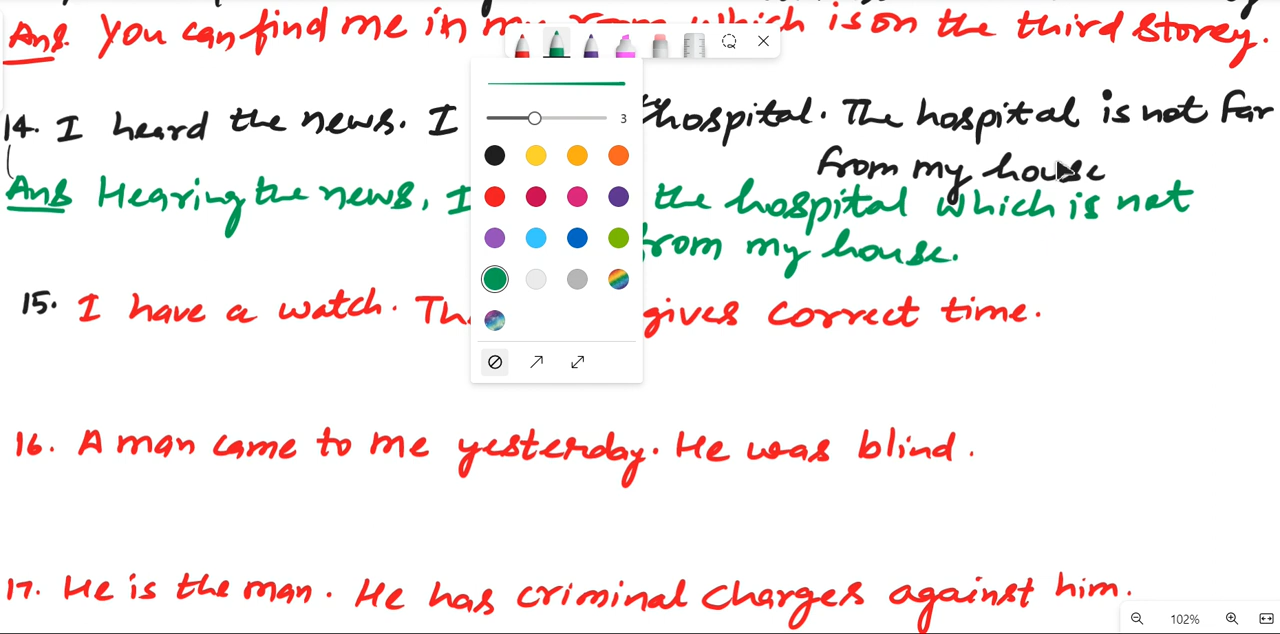 Ans. You can find me in my room which is on the third storey.
14. I heard the news. I the hospital. The hospital is not far
from my house
Ans Hearing the news, I the hospital which is not
from my house.
15. I have a watch. gives correct time.
16. A man came to me yesterday. He was blind.
17. He is the man. He has criminal charges against him.
3
102%